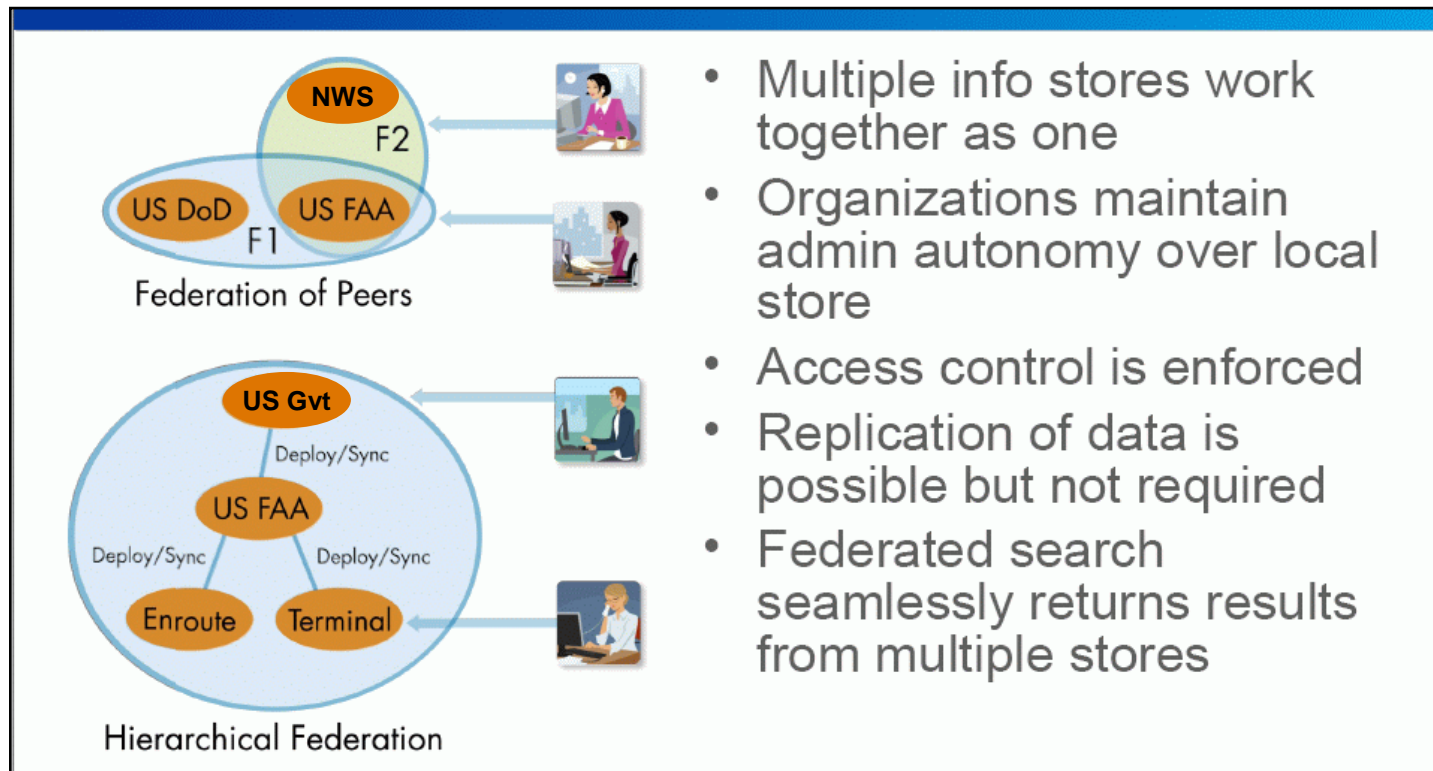 NWS
F2
US DoD
US FAA
F1
Federation of Peers
US Gvt
Deploy/Sync
US FAA
Deploy/Sync
Deploy/Sync
Enroute
Terminal
Hierarchical Federation
• Multiple info stores work
together as one
• Organizations maintain
admin autonomy over local
store
• Access control is enforced
• Replication of data is
possible but not required
• Federated search
seamlessly returns results
from multiple stores